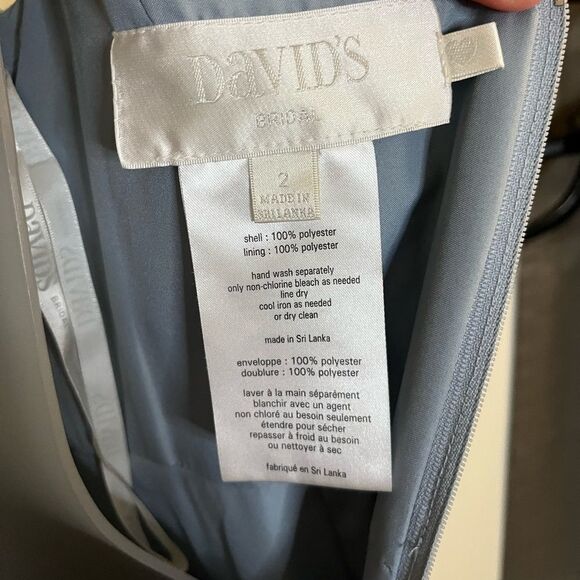 DAVID'S
BRIDAL
2
MADE IN
SRI LANKA
shell : 100% polyester
lining : 100% polyester
hand wash separately
only non-chlorine bleach as needed
line dry
cool iron as needed
or dry clean
made in Sri Lanka
enveloppe : 100% polyester
doublure : 100% polyester
laver à la main séparément
blanchir avec un agent
non chloré au besoin seulement
étendre pour sécher
repasser à froid au besoin
ou nettoyer à sec
fabriqué en Sri Lanka
DAVID'S
BRIDAL